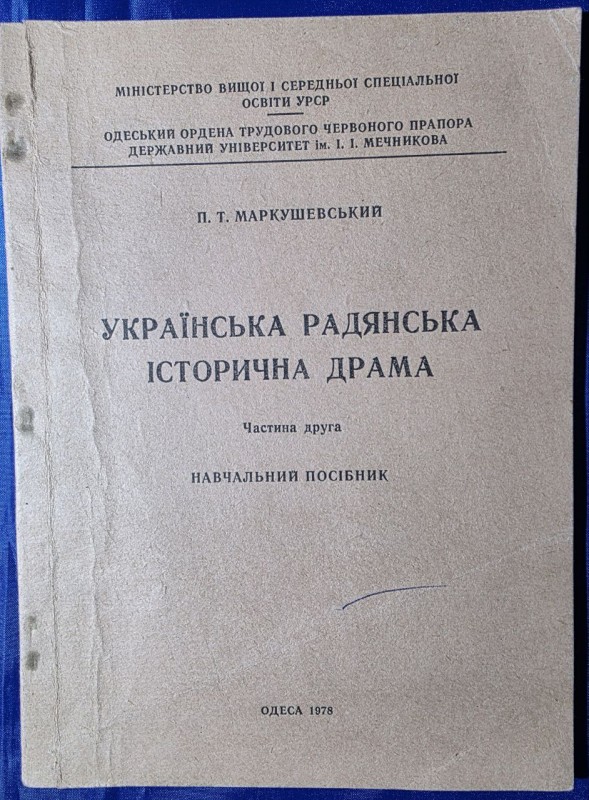 МІНІСТЕРСТВО ВИЩОЇ І СЕРЕДНЬОЇ СПЕЦІАЛЬНОЇ
ОСВІТИ УРСР
ОДЕСЬКИЙ ОРДЕНА ТРУДОВОГО ЧЕРВОНОГО ПРАПОРА
ДЕРЖАВНИЙ УНІВЕРСИТЕТ ім. І. І. МЕЧНИКОВА
П. Т. МАРКУШЕВСЬКИЙ
УКРАЇНСЬКА РАДЯНСЬКА
ІСТОРИЧНА ДРАМА
Частина друга
НАВЧАЛЬНИЙ ПОСІБНИК
ОДЕСА 1978